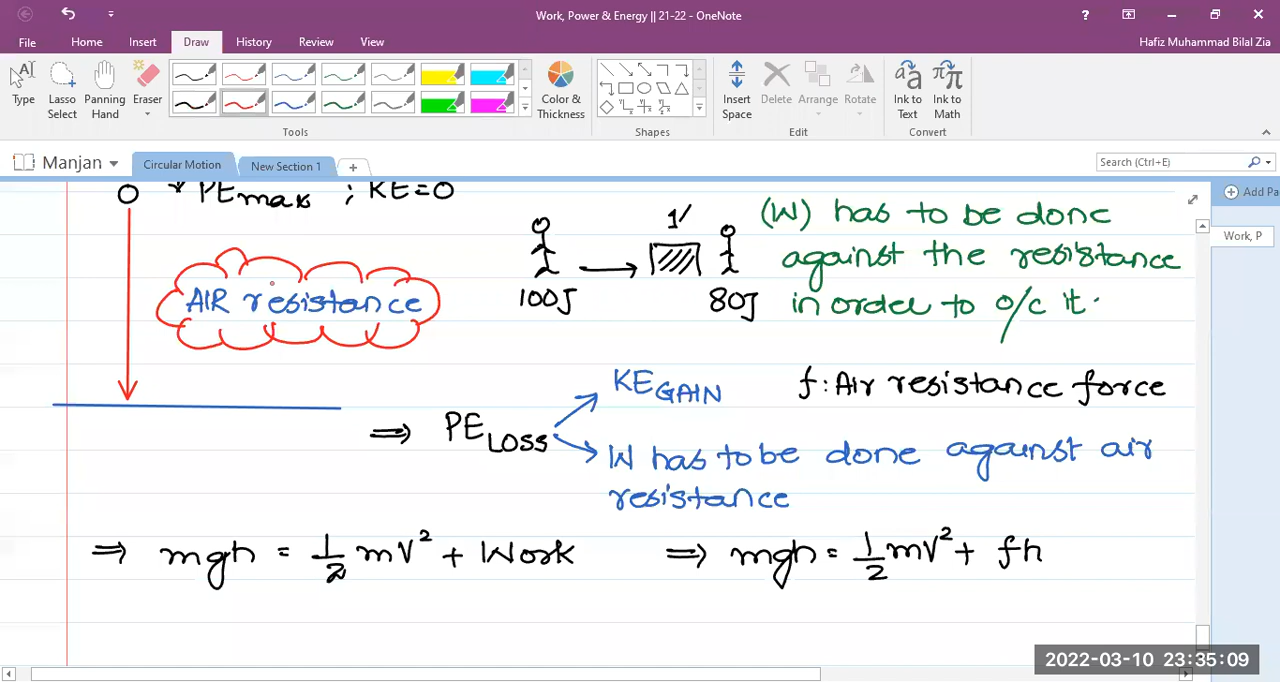 Work, Power & Energy || 21-22 - OneNote
File Home Insert Draw History Review View
Hafiz Muhammad Bilal Zia
Type
Lasso Select
Panning Hand
Eraser
Color & Thickness
Insert Space
Delete
Arrange
Rotate
Ink to Text
Ink to Math
Tools
Shapes
Edit
Convert
Manjan
Circular Motion
New Section 1
Search (Ctrl+E)
Add Pa
Work, P
PEmax ; KE=0
AIR resistance
100J
1'
80J
(W) has to be done
against the resistance
in order to o/c it.
f: Air resistance force
⇒ PE LOSS
KE GAIN
W has to be done against air
resistance
⇒ mgh = 1/2 mV² + Work
⇒ mgh = 1/2 mV² + fh
2022-03-10 23:35:09